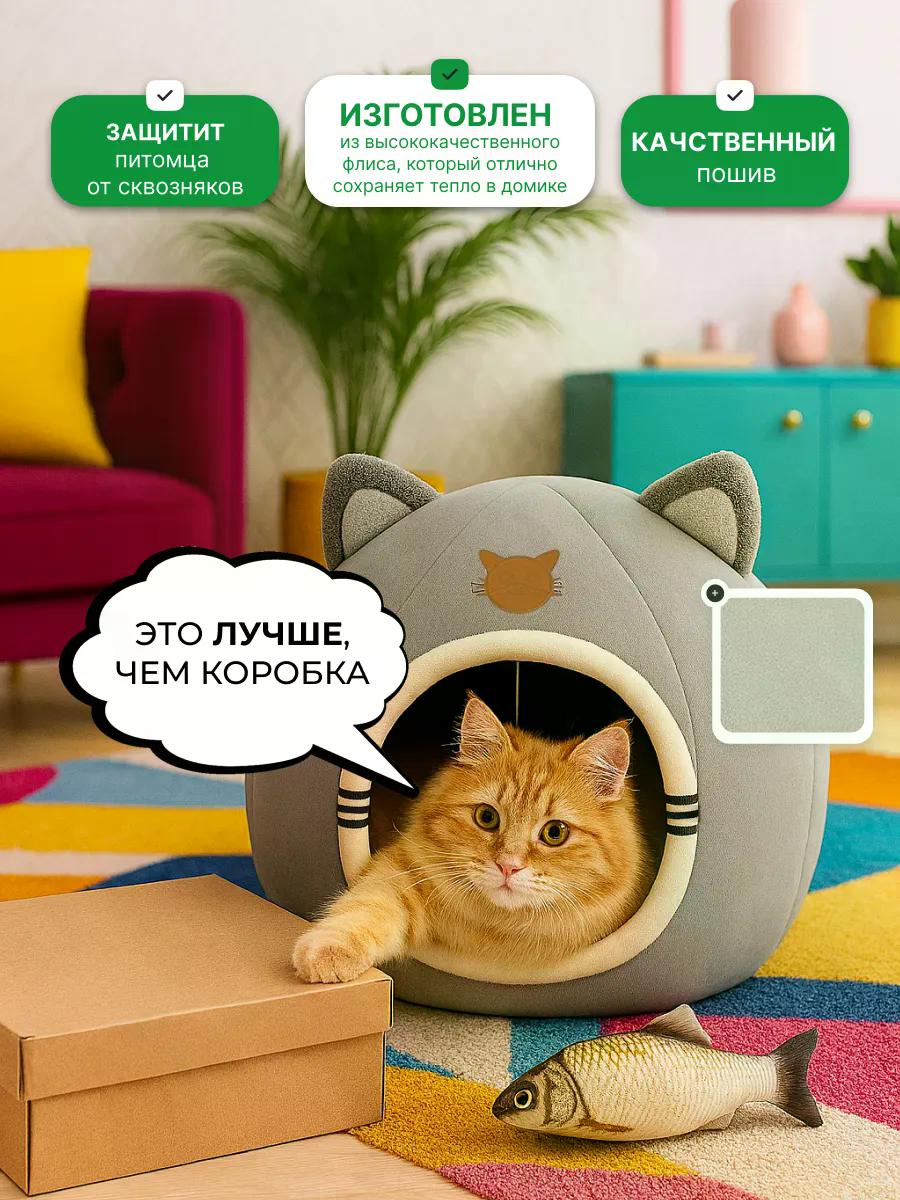 ЗАЩИТИТ
питомца
от сквозняков
ИЗГОТОВЛЕН
из высококачественного
флиса, который отлично
сохраняет тепло в домике
КАЧСТВЕННЫЙ
пошив
ЭТО ЛУЧШЕ,
ЧЕМ КОРОБКА